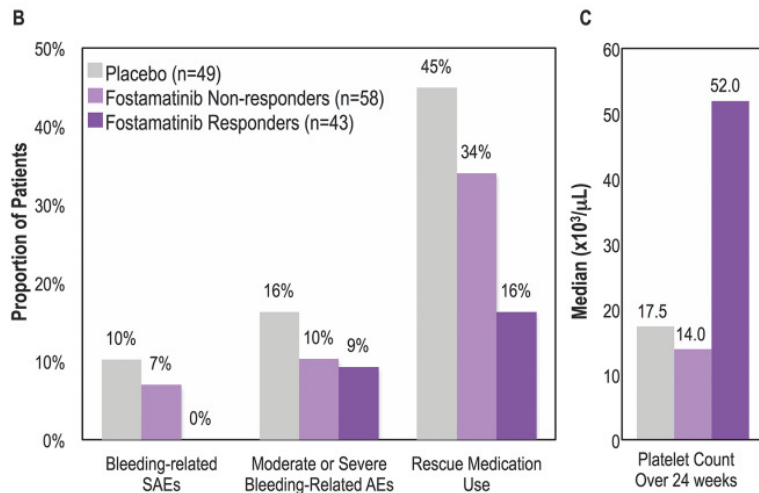 B
Proportion of Patients
50%
40%
30%
20%
10%
0%
Placebo (n=49)
Fostamatinib Non-responders (n=58)
Fostamatinib Responders (n=43)
10%
7%
0%
16%
10%
9%
45%
34%
16%
Bleeding-related
SAEs
Moderate or Severe
Bleeding-Related AEs
Rescue Medication
Use
C
Median (x10³/µL)
60
50
40
30
20
10
0
17.5
14.0
52.0
Platelet Count
Over 24 weeks